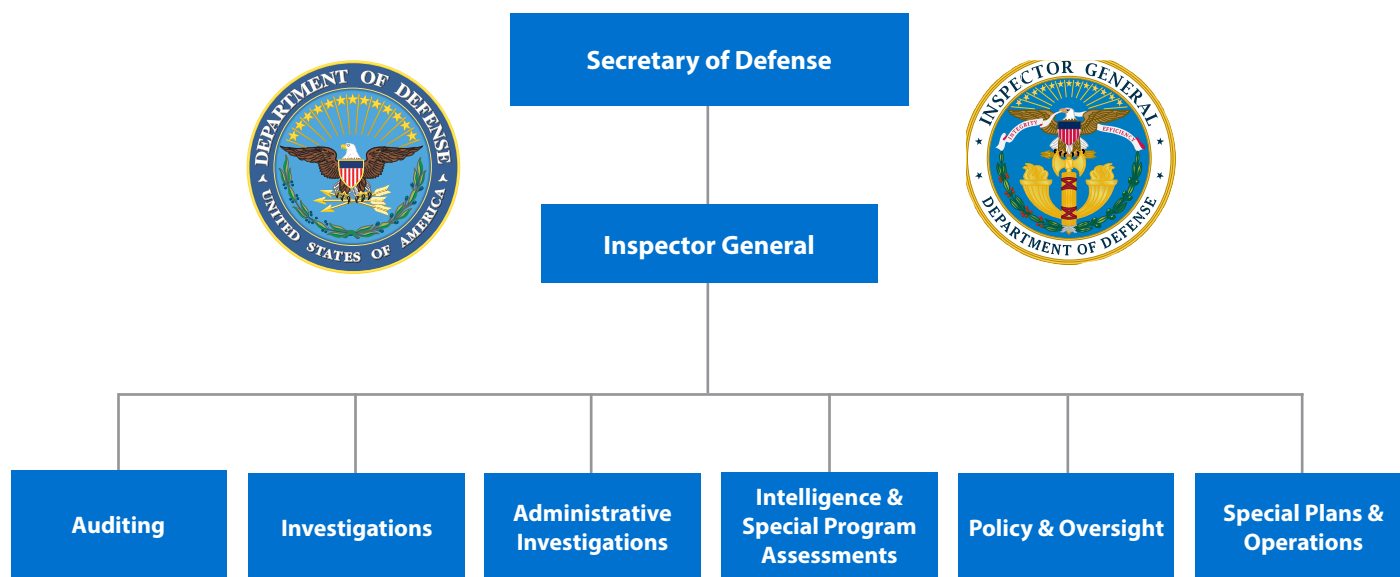 Secretary of Defense
DEPARTMENT OF DEFENSE
UNITED STATES OF AMERICA
INSPECTOR GENERAL
INTEGRITY
EFFICIENCY
DEPARTMENT OF DEFENSE
Inspector General
Auditing
Investigations
Administrative
Investigations
Intelligence &
Special Program
Assessments
Policy & Oversight
Special Plans &
Operations